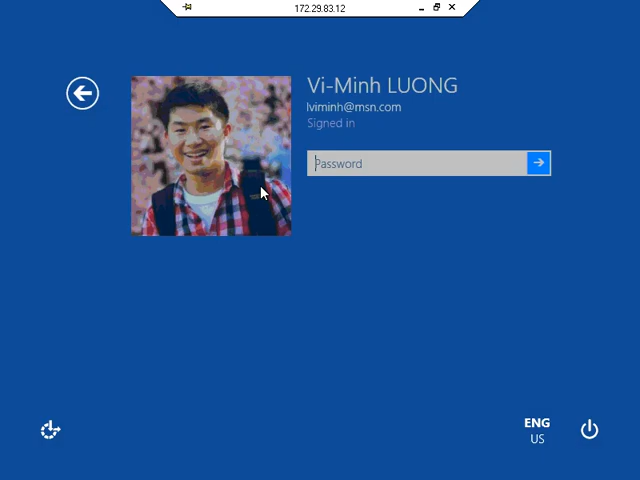 172.29.83.12
Vi-Minh LUONG
lviminh@msn.com
Signed in
Password
ENG
US